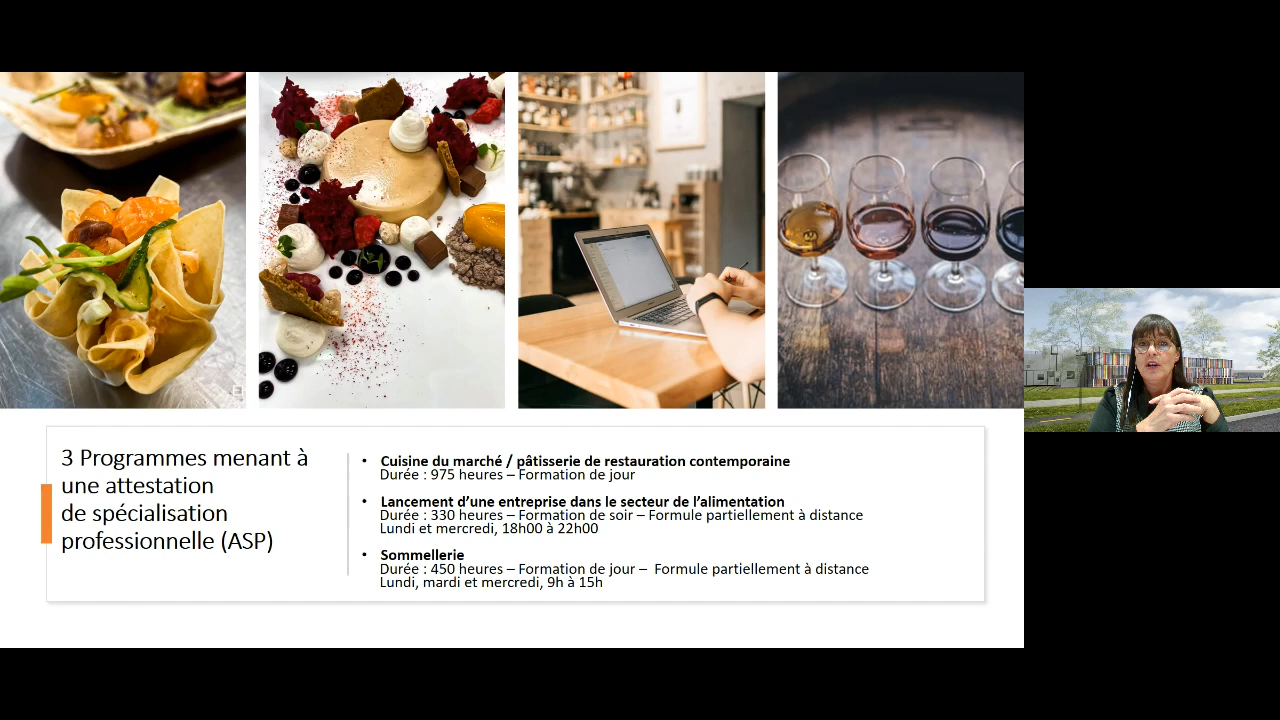 3 Programmes menant à
une attestation
de spécialisation
professionnelle (ASP)
• Cuisine du marché / pâtisserie de restauration contemporaine
Durée : 975 heures – Formation de jour
• Lancement d'une entreprise dans le secteur de l'alimentation
Durée : 330 heures – Formation de soir – Formule partiellement à distance
Lundi et mercredi, 18h00 à 22h00
• Sommellerie
Durée : 450 heures – Formation de jour – Formule partiellement à distance
Lundi, mardi et mercredi, 9h à 15h